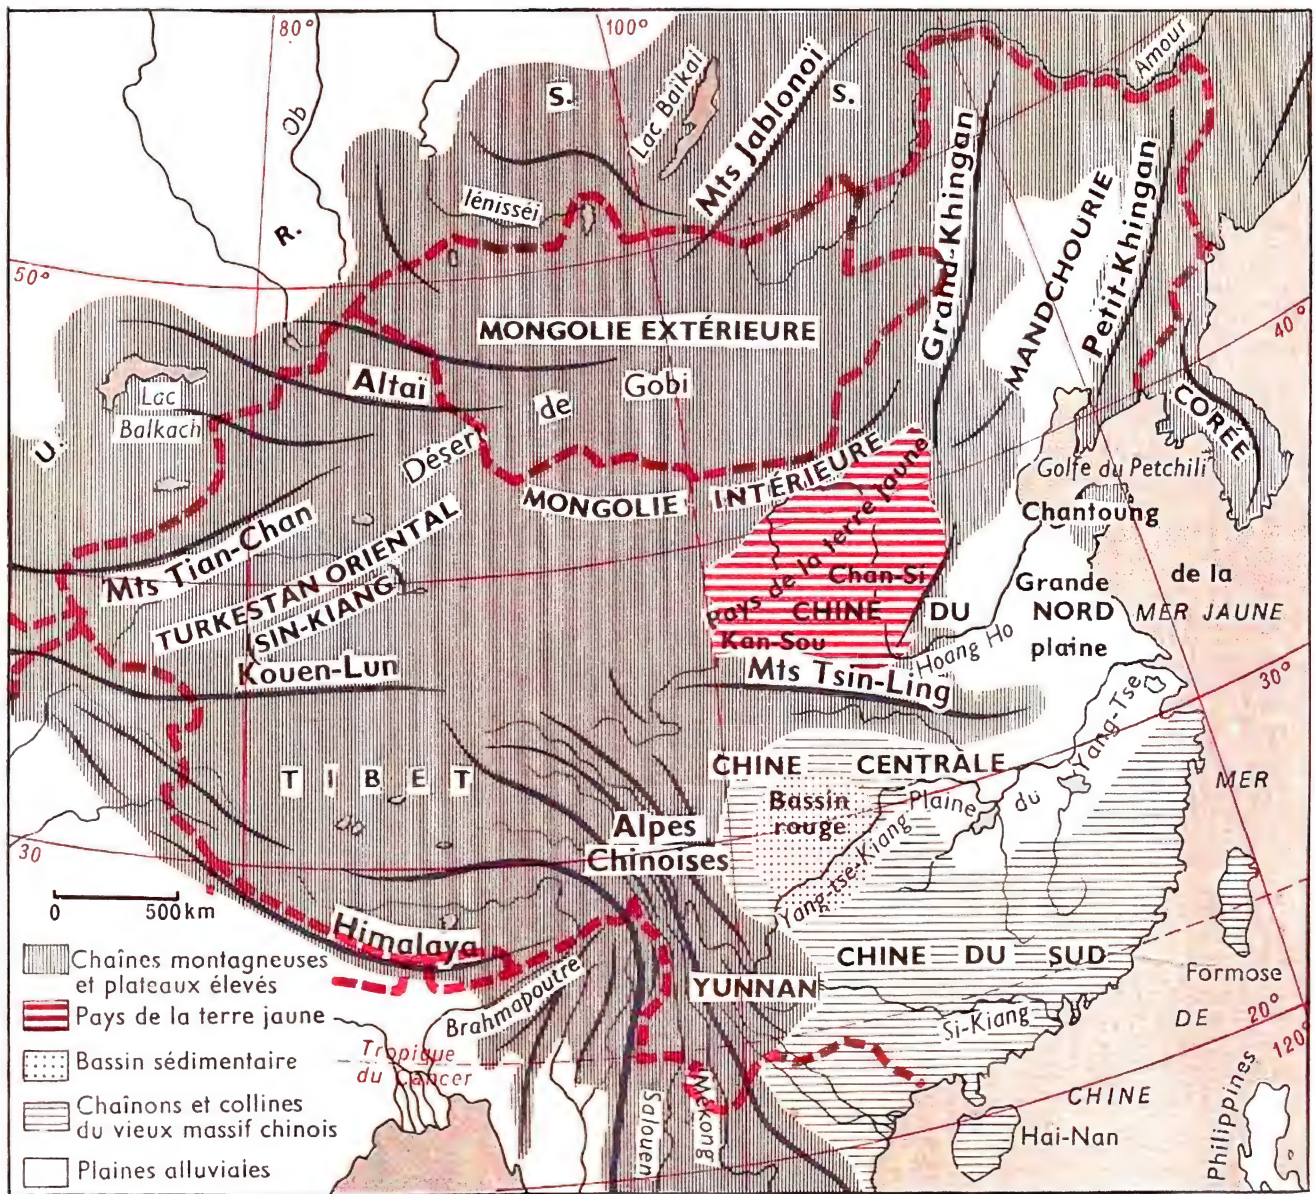 80°
100°
Amour
Ob
S.
Lac Baïkal
Mts Jablonoï
S.
Grand-Khingan
MANDCHOURIE
Petit-Khingan
Iénisséi
R.
50°
40°
MONGOLIE EXTÉRIEURE
Altaï
Gobi
de
Désert
Lac
Balkach
U.
CORÉE
Golfe du Petchili
MONGOLIE INTÉRIEURE
Chantoung
Mts Tian-Chan
TURKESTAN ORIENTAL
(SIN-KIANG)
Pays de la terre jaune
Chan-Si
CHINE DU NORD
Kan-Sou
Grande
plaine
de la
MER JAUNE
Hoang Ho
Kouen-Lun
Mts Tsin-Ling
30°
TIBET
CHINE CENTRALE
Yang-Tse
Plaine du
MER
Bassin
rouge
Alpes
Chinoises
Yang-tse-Kiang
30
0 500 km
Himalaya
CHINE DU SUD
Formose
YUNNAN
Brahmapoutre
Si-Kiang
DE
20°
120°
Tropique
du Cancer
Salouen
Mékong
CHINE
Hai-Nan
Philippines
Chaînes montagneuses
et plateaux élevés
Pays de la terre jaune
Bassin sédimentaire
Chaînons et collines
du vieux massif chinois
Plaines alluviales